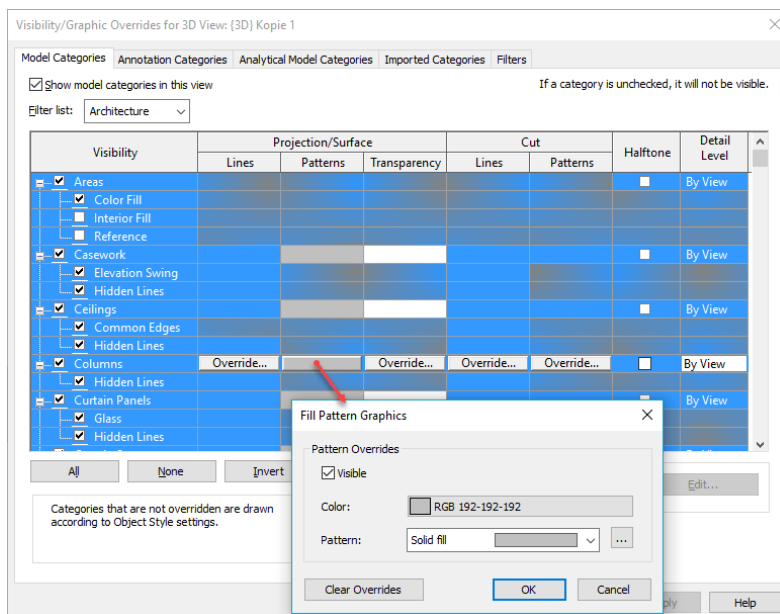 Visibility/Graphic Overrides for 3D View: {3D} Kopie 1
Model Categories Annotation Categories Analytical Model Categories Imported Categories Filters
Show model categories in this view
If a category is unchecked, it will not be visible.
Filter list: Architecture
Visibility Projection/Surface Cut Halftone Detail Level
Lines Patterns Transparency Lines Patterns
Areas By View
Color Fill
Interior Fill
Reference
Casework By View
Elevation Swing
Hidden Lines
Ceilings By View
Common Edges
Hidden Lines
Columns Override... Override... Override... Override... By View
Hidden Lines
Curtain Panels By View
Glass
Hidden Lines
All None Invert
Edit...
Categories that are not overridden are drawn
according to Object Style settings.
Fill Pattern Graphics
Pattern Overrides
Visible
Color: RGB 192-192-192
Pattern: Solid fill ...
Clear Overrides OK Cancel
Help